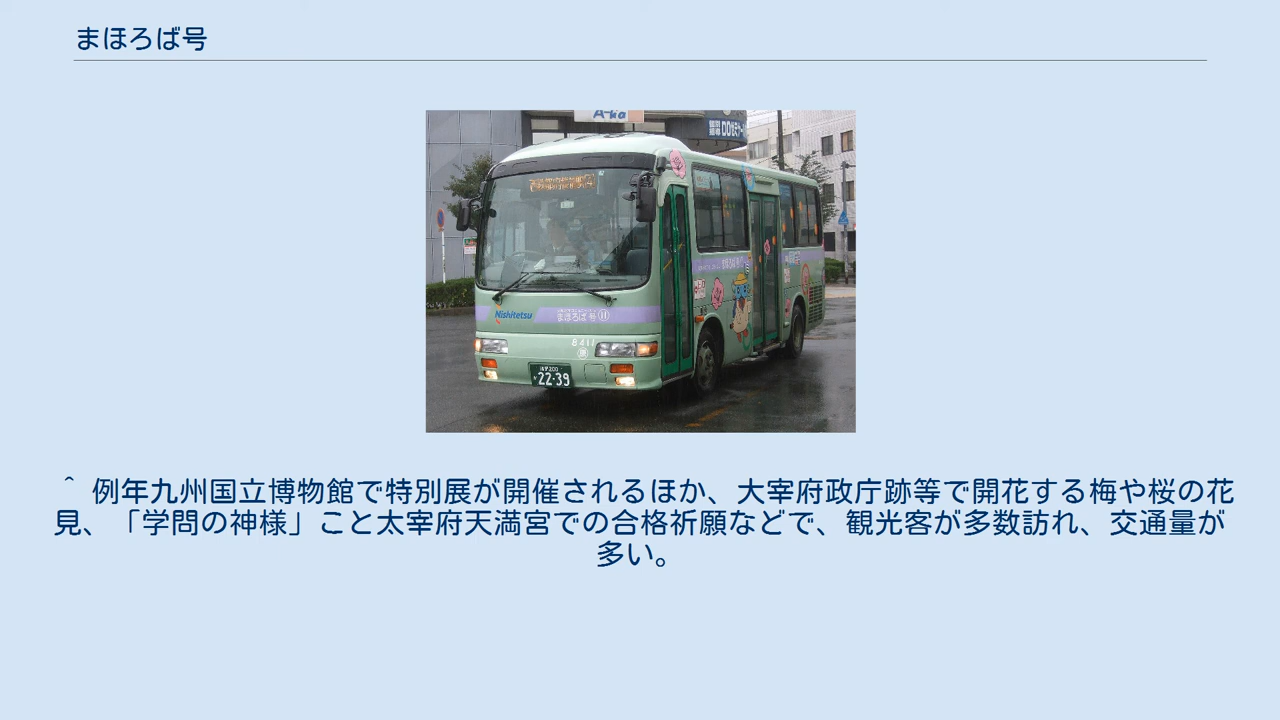 まほろば号
A-ka
Nishitetsu
まほろば号 11
8411
22-39
^ 例年九州国立博物館で特別展が開催されるほか、大宰府政庁跡等で開花する梅や桜の花
見、「学問の神様」こと太宰府天満宮での合格祈願などで、観光客が多数訪れ、交通量が
多い。